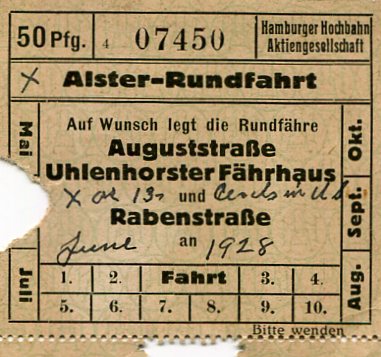 50 Pfg. 4 07450 Hamburger Hochbahn Aktiengesellschaft
x Alster-Rundfahrt
Mai
Juli
Auf Wunsch legt die Rundfähre
Auguststraße
Uhlenhorster Fährhaus
x und
Rabenstraße
June an 1928
Okt.
Sept.
Aug.
1. 2. Fahrt 3. 4.
5. 6. 7. 8. 9. 10.
Bitte wenden